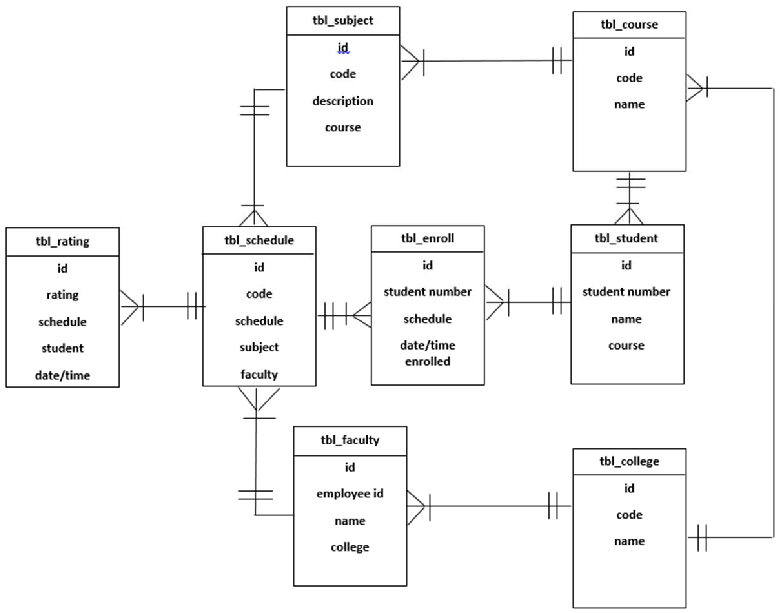 tbl_subject
id
code
description
course
tbl_course
id
code
name
tbl_rating
id
rating
schedule
student
date/time
tbl_schedule
id
code
schedule
subject
faculty
tbl_enroll
id
student number
schedule
date/time
enrolled
tbl_student
id
student number
name
course
tbl_faculty
id
employee id
name
college
tbl_college
id
code
name